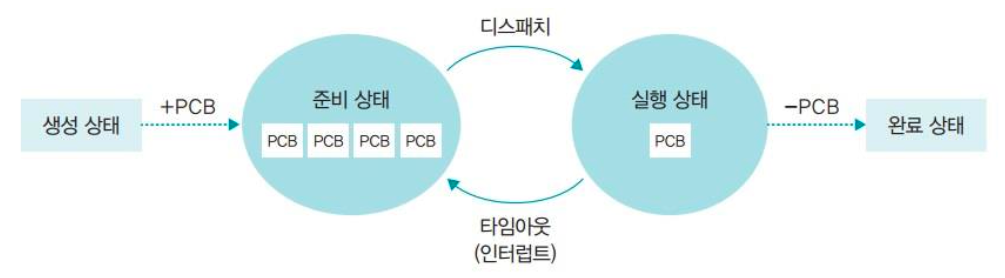 디스패치
준비 상태
실행 상태
생성 상태
+PCB
–PCB
완료 상태
PCB PCB PCB PCB
PCB
타임아웃
(인터럽트)